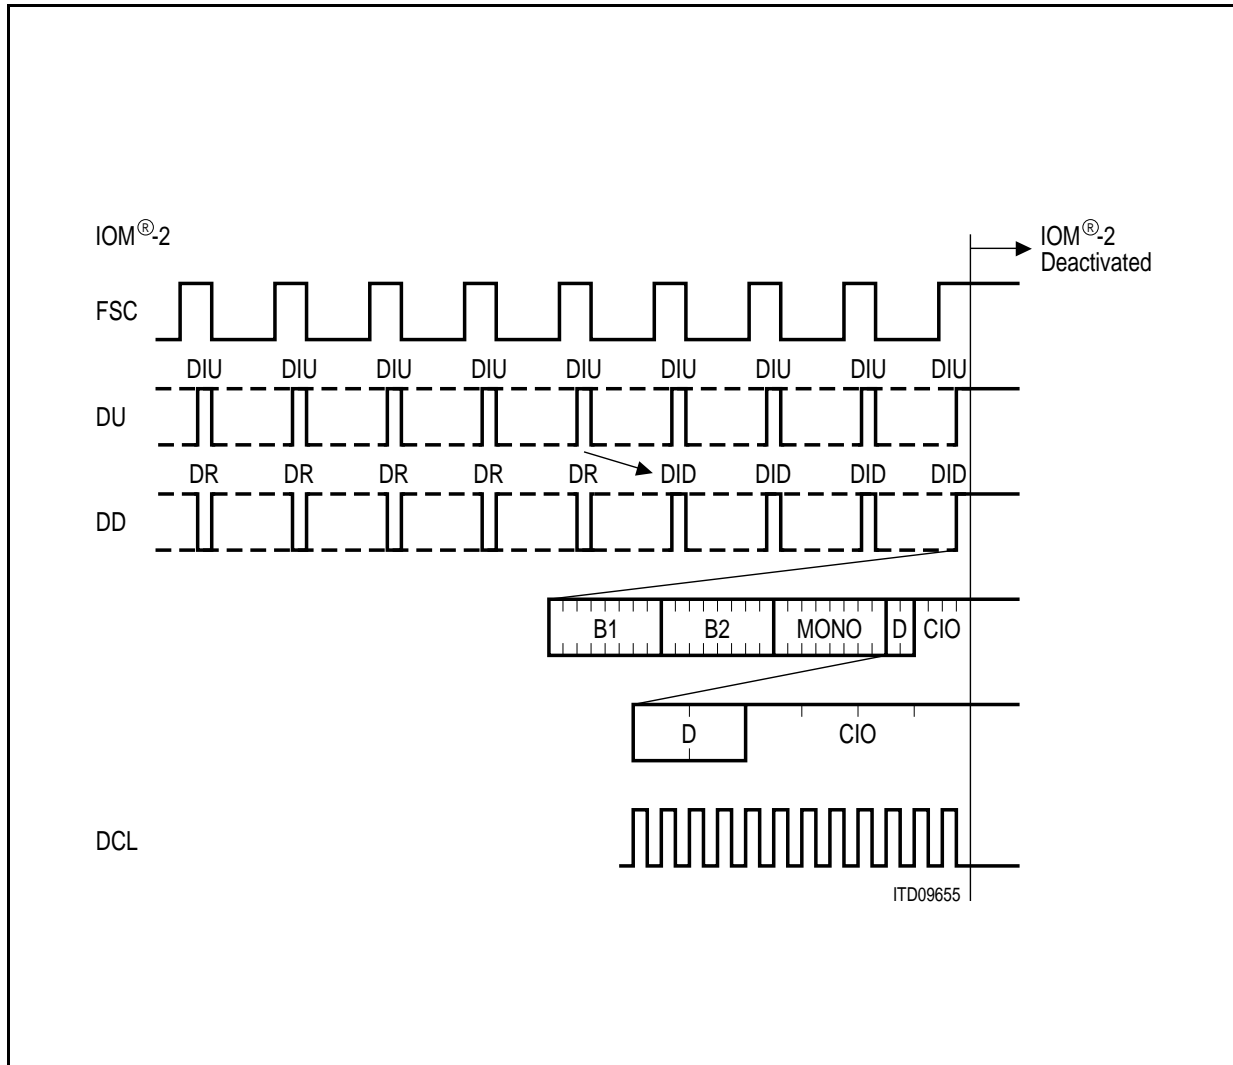 IOM®-2
IOM®-2
Deactivated
FSC
DIU DIU DIU DIU DIU DIU DIU DIU DIU
DU
DR DR DR DR DR DID DID DID DID
DD
B1 B2 MONO D CIO
D CIO
DCL
ITD09655